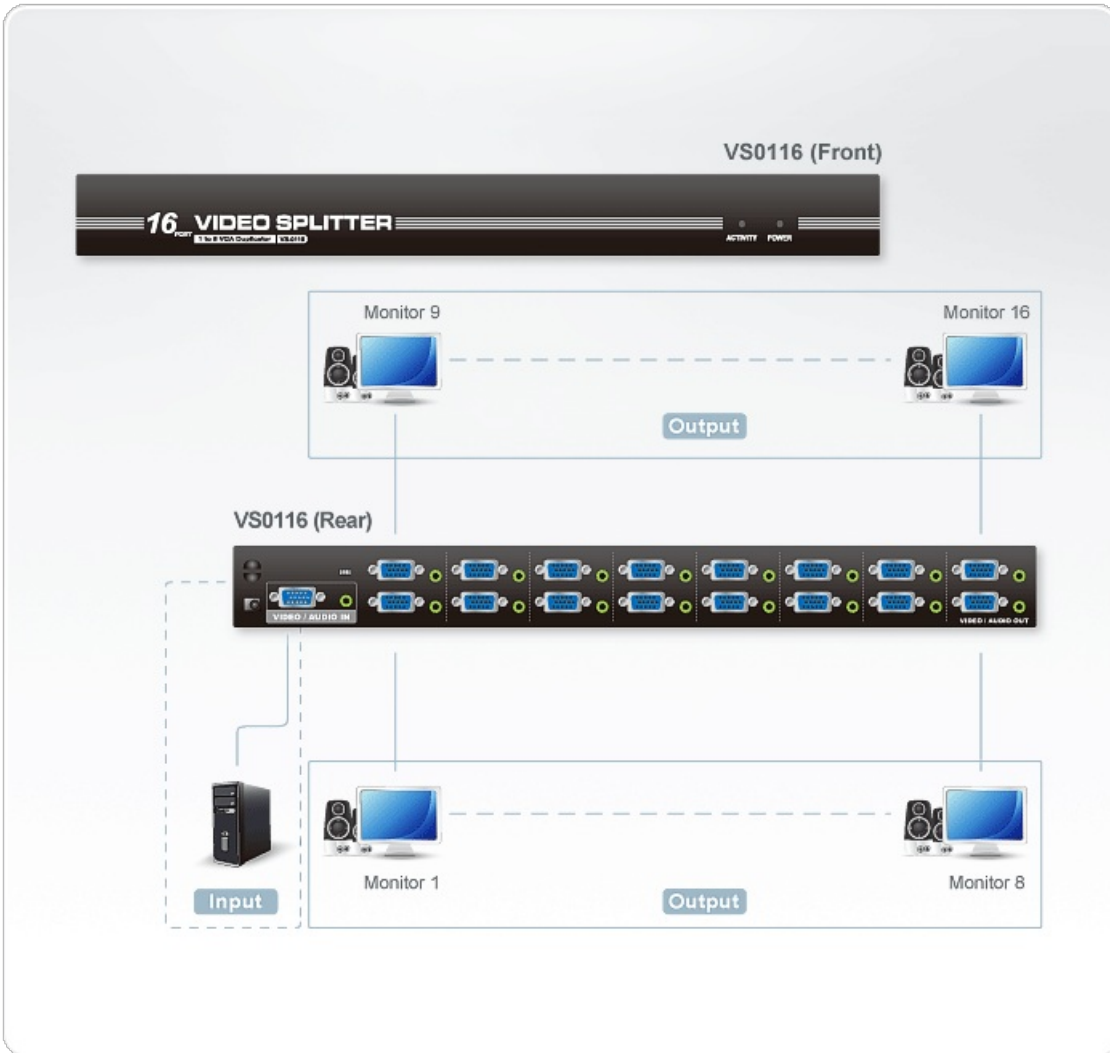 VS0116 (Front)
16 PORT VIDEO SPLITTER
VS0116
ACTIVITY POWER
Monitor 9
Monitor 16
Output
VS0116 (Rear)
VIDEO / AUDIO IN
VIDEO / AUDIO OUT
Monitor 1
Monitor 8
Input
Output